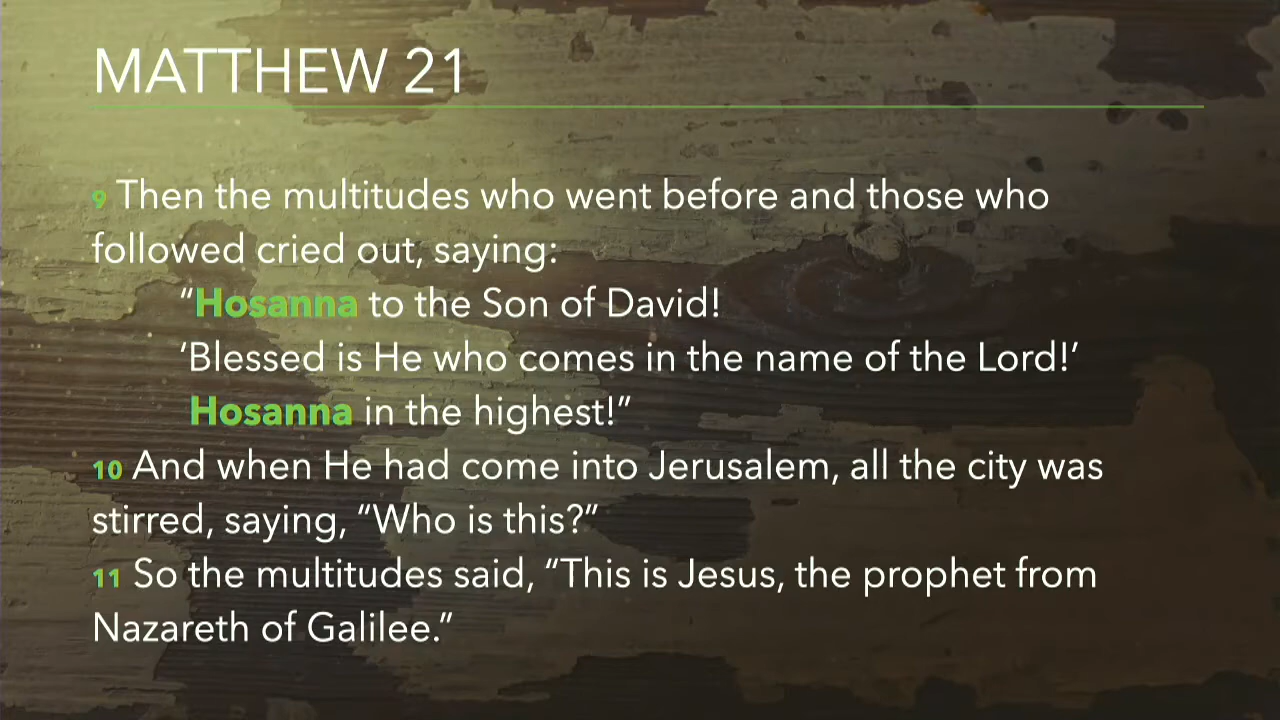 MATTHEW 21
9 Then the multitudes who went before and those who
followed cried out, saying:
“Hosanna to the Son of David!
‘Blessed is He who comes in the name of the Lord!’
Hosanna in the highest!”
10 And when He had come into Jerusalem, all the city was
stirred, saying, “Who is this?”
11 So the multitudes said, “This is Jesus, the prophet from
Nazareth of Galilee.”